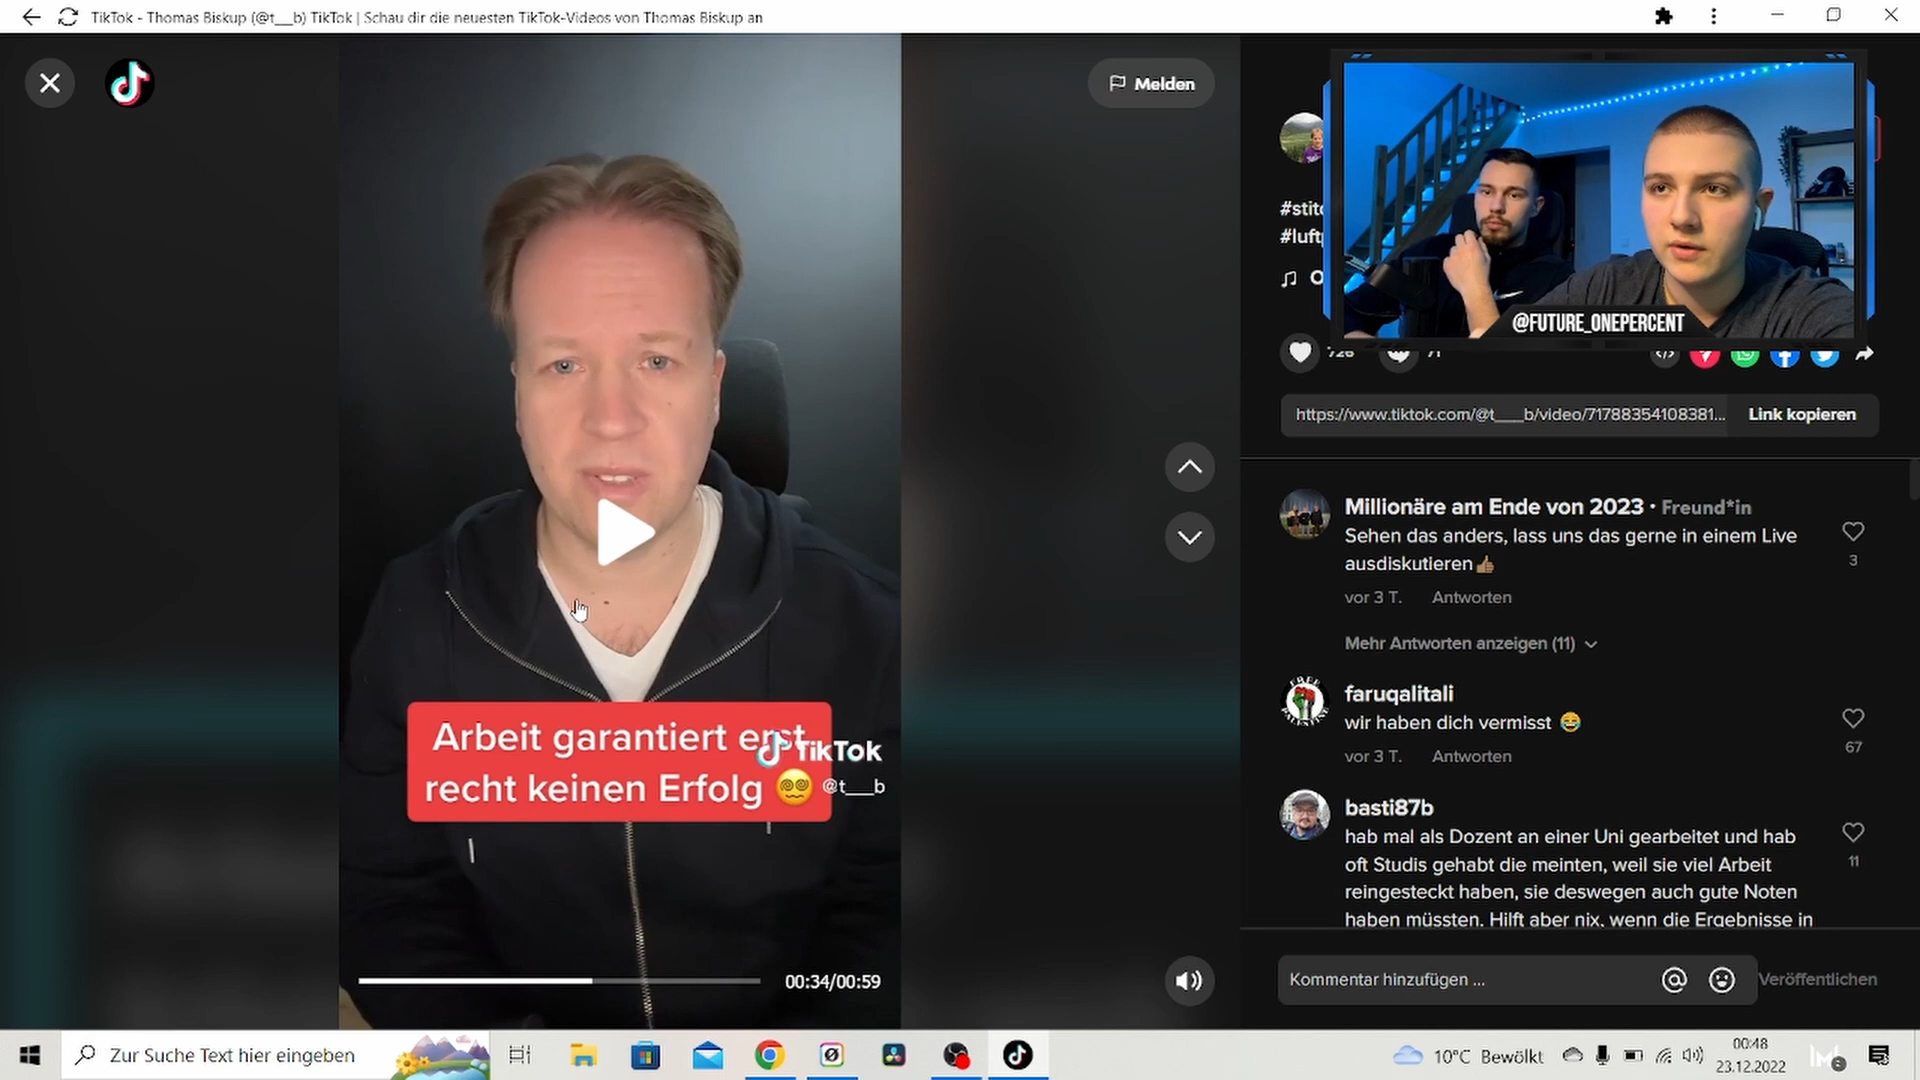 TikTok - Thomas Biskup (@t___b) TikTok | Schau dir die neuesten TikTok-Videos von Thomas Biskup an
Melden
@FUTURE_ONEPERCENT
Arbeit garantiert erst
recht keinen Erfolg
TikTok
@t___b
00:34/00:59
https://www.tiktok.com/@t___b/video/71788354108381...
Link kopieren
Millionäre am Ende von 2023 · Freund*in
Sehen das anders, lass uns das gerne in einem Live
ausdiskutieren👍🏽
3
vor 3 T. Antworten
Mehr Antworten anzeigen (11)
faruqalitali
wir haben dich vermisst 😂
67
vor 3 T. Antworten
basti87b
hab mal als Dozent an einer Uni gearbeitet und hab
oft Studis gehabt die meinten, weil sie viel Arbeit
11
reingesteckt haben, sie deswegen auch gute Noten
haben müssten. Hilft aber nix, wenn die Ergebnisse in
Kommentar hinzufügen ...
Veröffentlichen
Zur Suche Text hier eingeben
10°C Bewölkt
00:48
23.12.2022